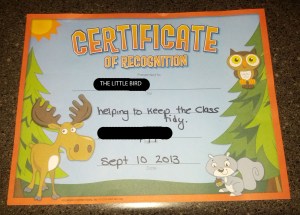 CERTIFICATE
OF RECOGNITION
THE LITTLE BIRD
helping to keep the class
tidy.
Sept 10 2013